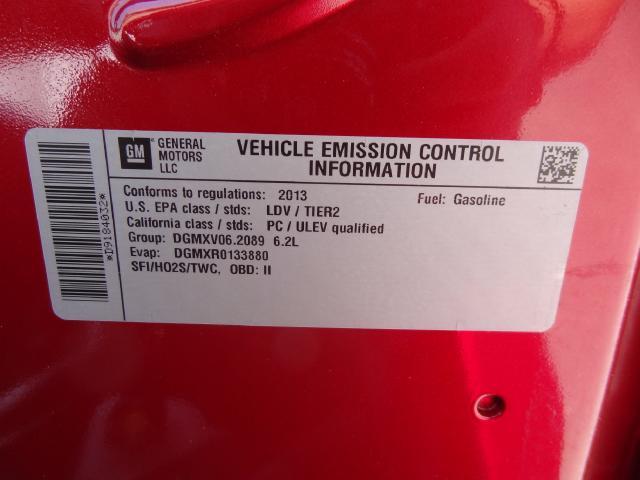 GM GENERAL MOTORS LLC
VEHICLE EMISSION CONTROL
INFORMATION
Conforms to regulations: 2013 Fuel: Gasoline
U.S. EPA class / stds: LDV / TIER2
California class / stds: PC / ULEV qualified
Group: DGMXV06.2089 6.2L
Evap: DGMXR0133880
SFI/HO2S/TWC, OBD: II
*D9184032*